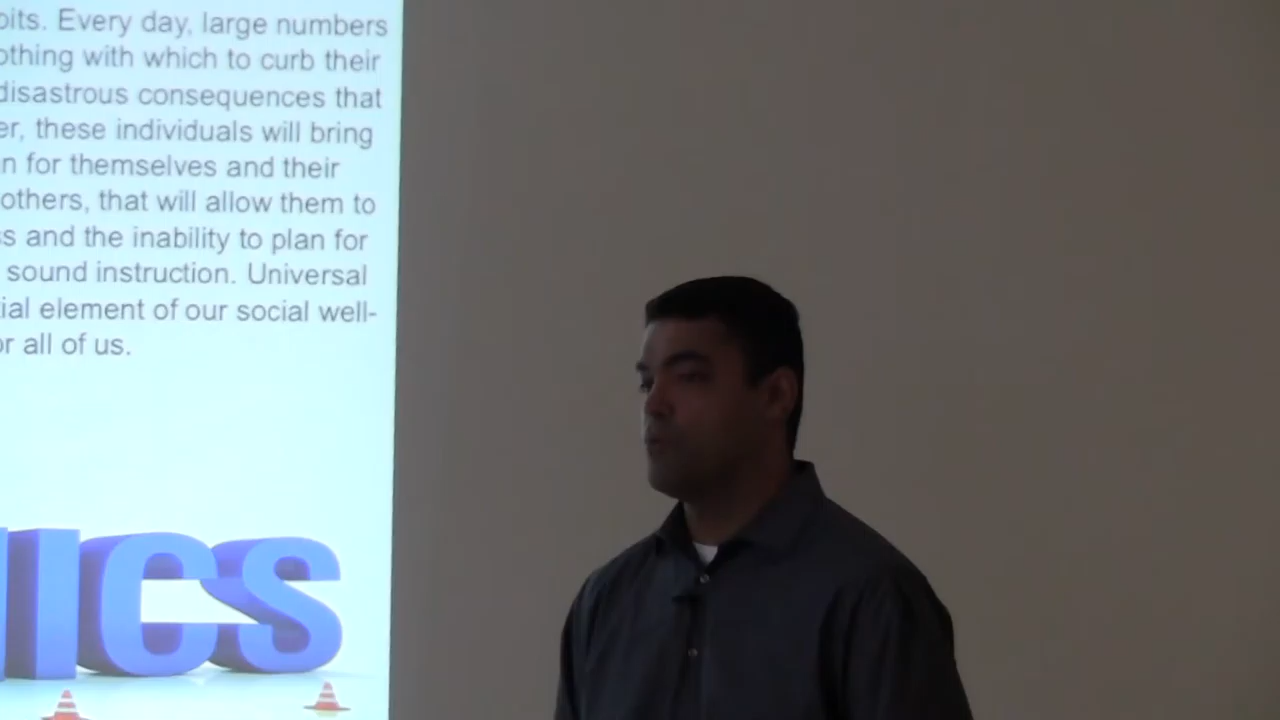 bits. Every day, large numbers
othing with which to curb their
disastrous consequences that
er, these individuals will bring
n for themselves and their
others, that will allow them to
s and the inability to plan for
sound instruction. Universal
ial element of our social well-
or all of us.
ICS